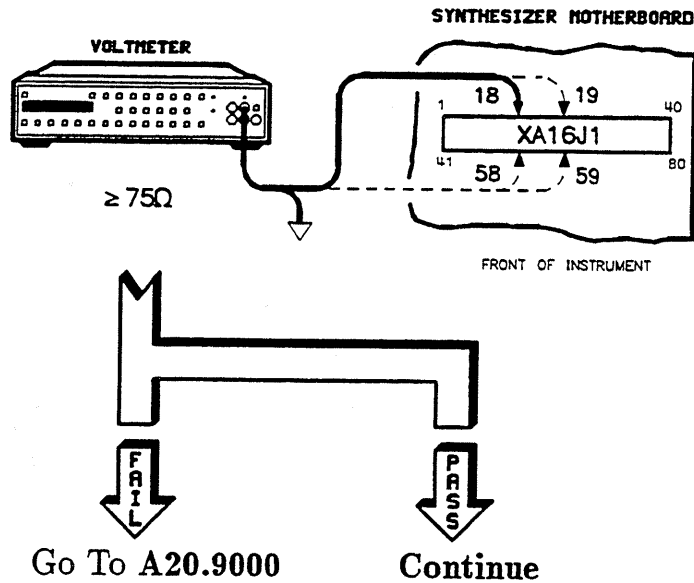 SYNTHESIZER MOTHERBOARD
VOLTMETER
1
18
19
40
XA16J1
41
58
59
80
≥ 75Ω
FRONT OF INSTRUMENT
FAIL
PASS
Go To A20.9000
Continue